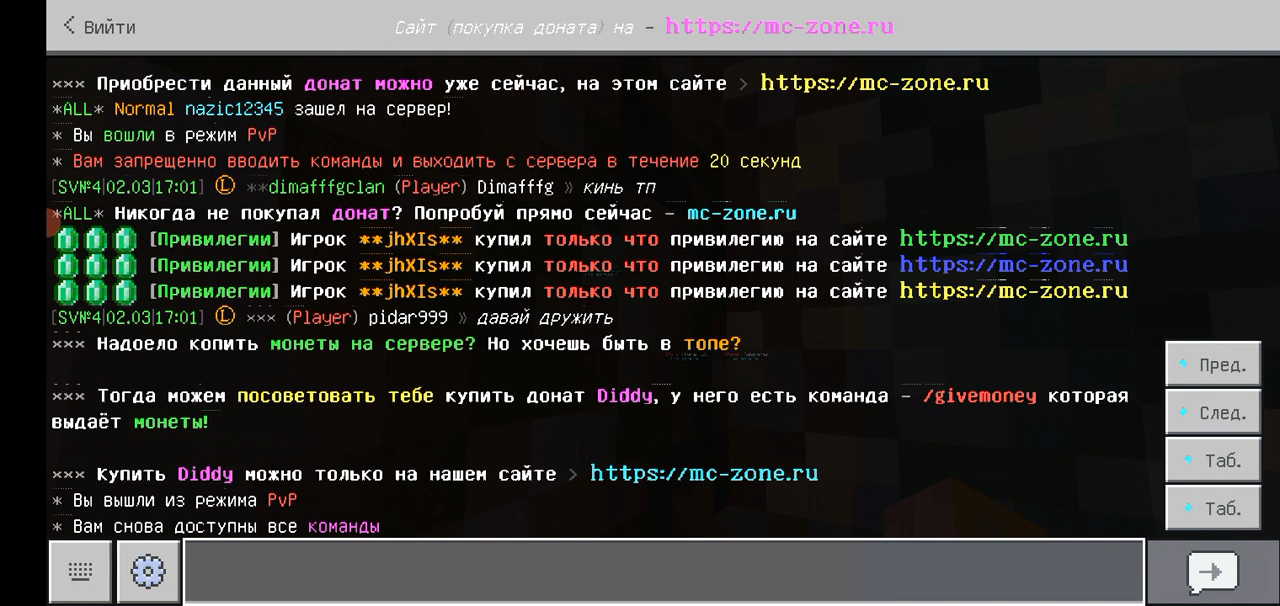 Выйти
Сайт (покупка доната) на - https://mc-zone.ru
××× Приобрести данный донат можно уже сейчас, на этом сайте > https://mc-zone.ru
*ALL* Normal nazic12345 зашел на сервер!
* Вы вошли в режим PvP
* Вам запрещенно вводить команды и выходить с сервера в течение 20 секунд
[SV№4|02.03|17:01] Ⓛ **dimafffgclan (Player) Dimafffg » кинь тп
*ALL* Никогда не покупал донат? Попробуй прямо сейчас - mc-zone.ru
[Привилегии] Игрок **jhXIs** купил только что привилегию на сайте https://mc-zone.ru
[Привилегии] Игрок **jhXIs** купил только что привилегию на сайте https://mc-zone.ru
[Привилегии] Игрок **jhXIs** купил только что привилегию на сайте https://mc-zone.ru
[SV№4|02.03|17:01] Ⓛ ××× (Player) pidar999 » давай дружить
××× Надоело копить монеты на сервере? Но хочешь быть в топе?
××× Тогда можем посоветовать тебе купить донат Diddy, у него есть команда - /givemoney которая
выдаёт монеты!
××× Купить Diddy можно только на нашем сайте > https://mc-zone.ru
* Вы вышли из режима PvP
* Вам снова доступны все команды
Пред.
След.
Таб.
Таб.